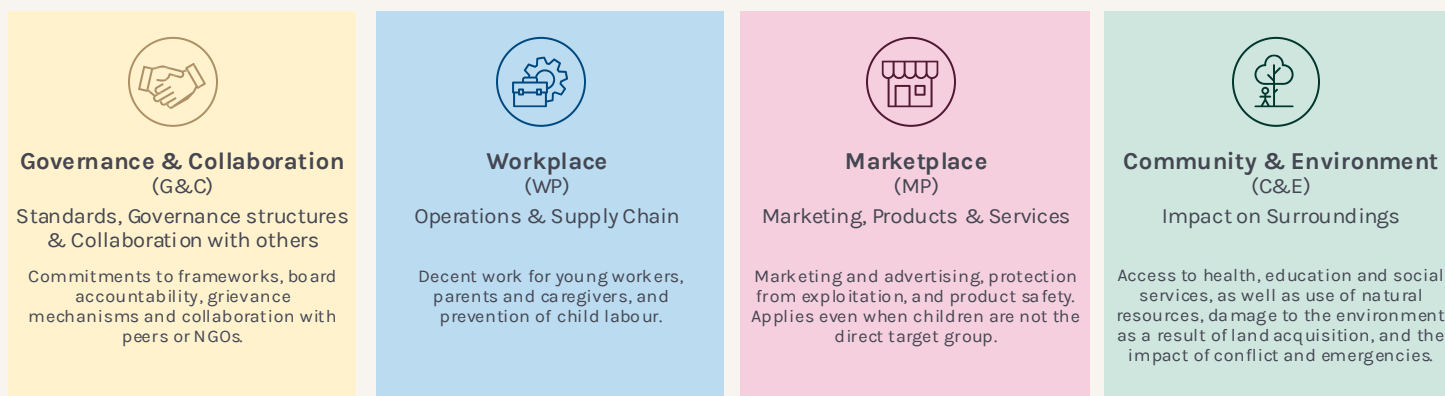 Governance & Collaboration
(G&C)
Standards, Governance structures
& Collaboration with others
Commitments to frameworks, board
accountability, grievance
mechanisms and collaboration with
peers or NGOs.
Workplace
(WP)
Operations & Supply Chain
Decent work for young workers,
parents and caregivers, and
prevention of child labour.
Marketplace
(MP)
Marketing, Products & Services
Marketing and advertising, protection
from exploitation, and product safety.
Applies even when children are not the
direct target group.
Community & Environment
(C&E)
Impact on Surroundings
Access to health, education and social
services, as well as use of natural
resources, damage to the environment
as a result of land acquisition, and the
impact of conflict and emergencies.